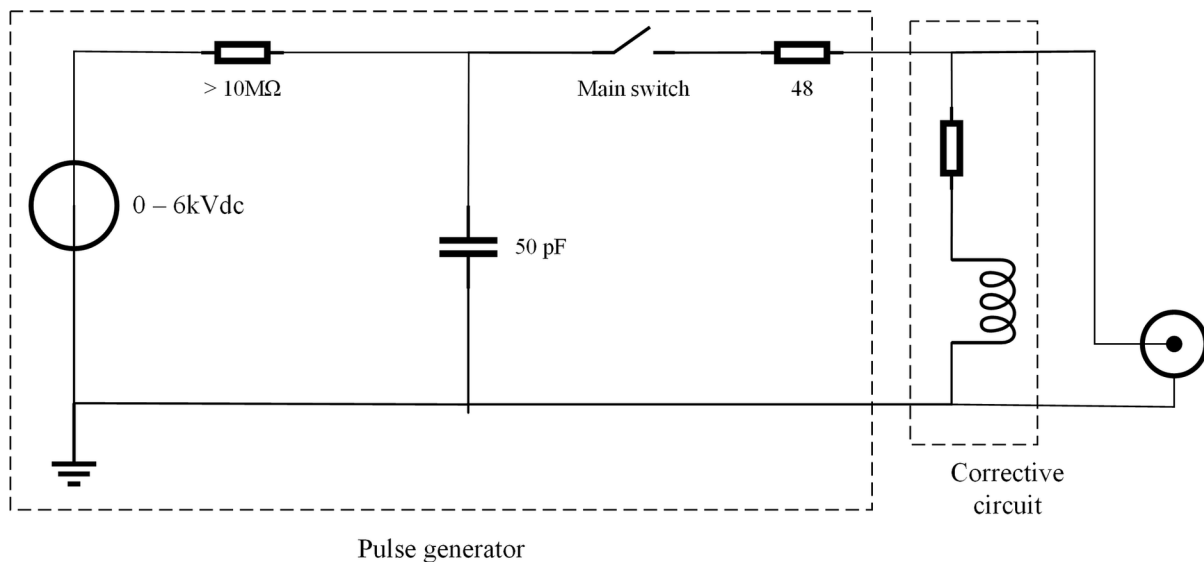 > 10MΩ
Main switch
48
0 – 6kVdc
50 pF
Corrective
circuit
Pulse generator